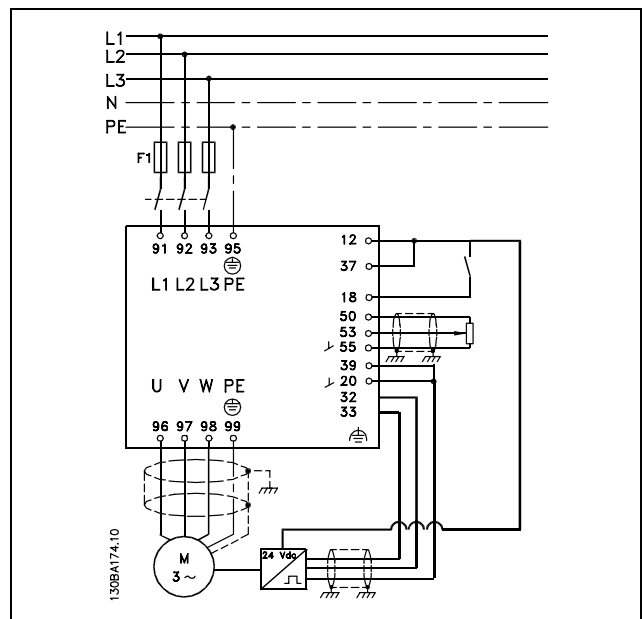 L1
L2
L3
N
PE
F1
91 92 93 95
L1 L2 L3 PE
12
37
18
50
53
55
39
20
32
33
U V W PE
96 97 98 99
M
3 ~
24 Vdc
130BA174.10